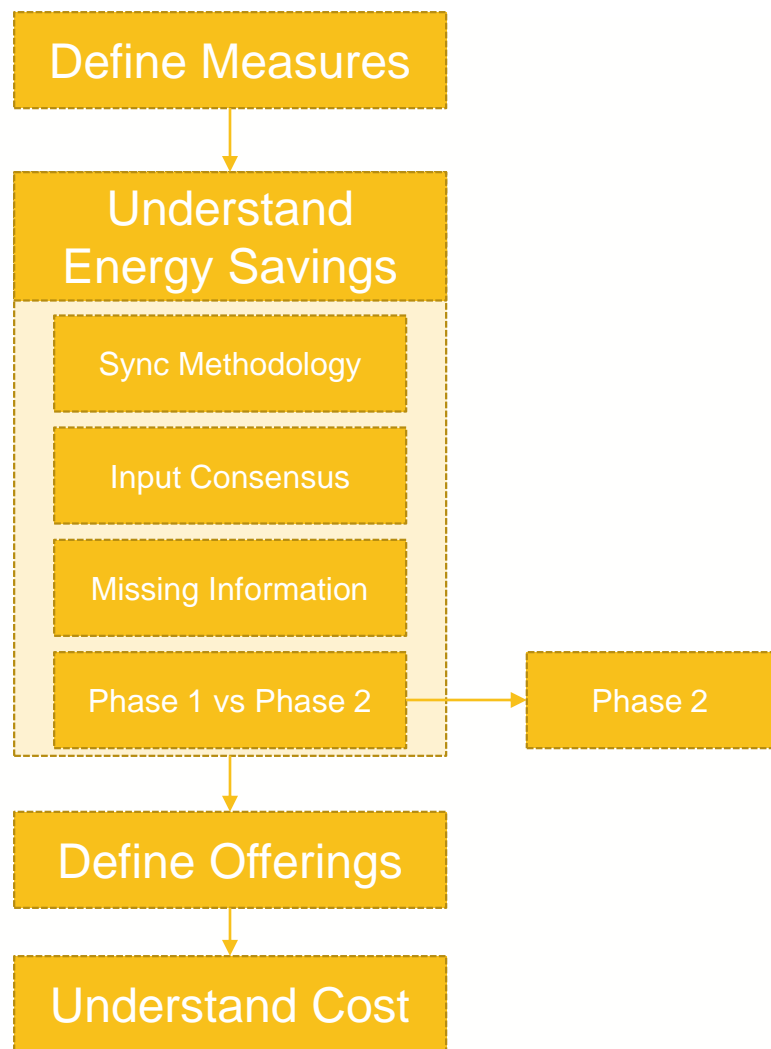 Define Measures
Understand
Energy Savings
Sync Methodology
Input Consensus
Missing Information
Phase 1 vs Phase 2
Phase 2
Define Offerings
Understand Cost